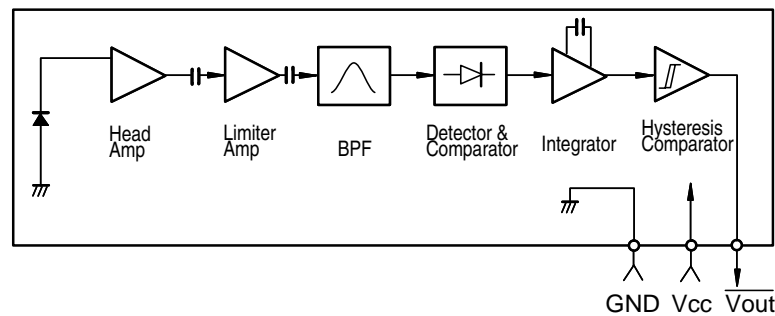 Head
Amp
Limiter
Amp
BPF
Detector &
Comparator
Integrator
Hysteresis
Comparator
GND
Vcc
Vout